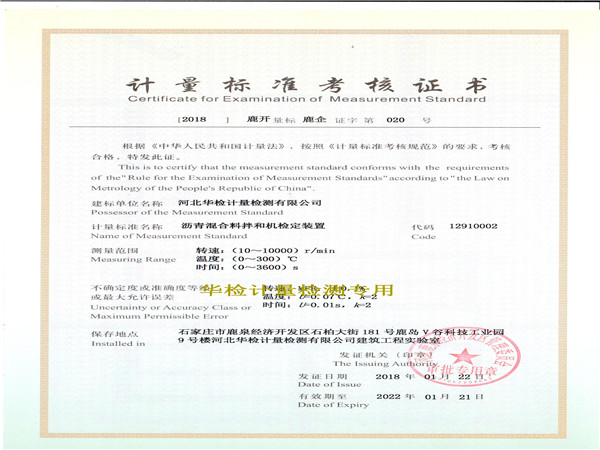 计量标准考核证书
Certificate for Examination of Measurement Standard
[2018 ] 鹿开量标 鹿企 证字 第 020 号
根据《中华人民共和国计量法》，按照《计量标准考核规范》的要求，考核
合格，特发此证。
This is to certify that the measurement standard conforms with the requirements
of the "Rule for the Examination of Measurement Standards" according to "the Law on
Metrology of the People's Republic of China".
建标单位名称 河北华检计量检测有限公司
Possessor of the Measurement Standard
计量标准名称 沥青混合料拌和机检定装置 代码 12910002
Name of Measurement Standard Code
测量范围 转速：（10～10000）r/min
Measuring Range 温度：（0～300）℃
时间：（0～3600）s
不确定度或准确度等级 转速：
或最大允许误差 温度：U=0.07℃，k=2
Uncertainty or Accuracy Class or 时间：U=0.01s，k=2
Maximum Permissible Error
华检计量检测专用
保存地点 石家庄市鹿泉经济开发区石柏大街 181 号鹿岛 V 谷科技工业园
Installed in 9 号楼河北华检计量检测有限公司建筑工程实验室
发证机关（印章）
The Issuing Authority
审批专用章
发证日期 2018 年 01 月 22 日
Date of Issue
有效期至 2022 年 01 月 21 日
Date of Expiry